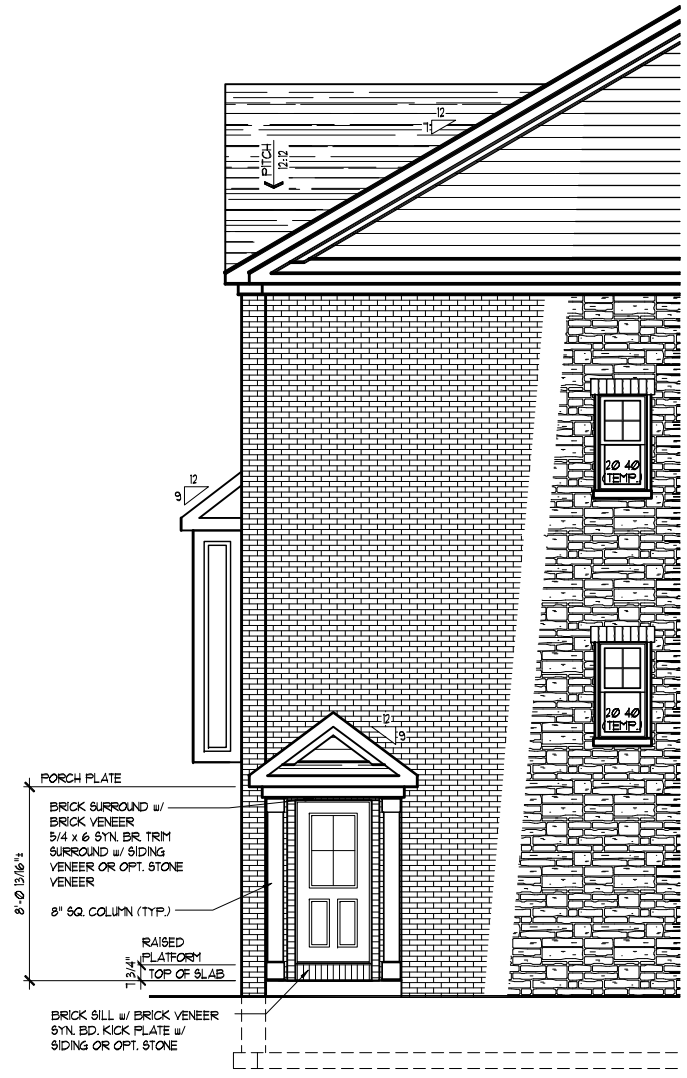 12
7
PITCH
12:12
12
9
20 40
(TEMP.)
20 40
(TEMP.)
12
9
PORCH PLATE
BRICK SURROUND w/
BRICK VENEER
5/4 x 6 SYN. BR. TRIM
SURROUND w/ SIDING
VENEER OR OPT. STONE
VENEER
8'-0 13/16"±
8" SQ. COLUMN (TYP.)
RAISED
PLATFORM
7 3/4"
TOP OF SLAB
BRICK SILL w/ BRICK VENEER
SYN. BD. KICK PLATE w/
SIDING OR OPT. STONE